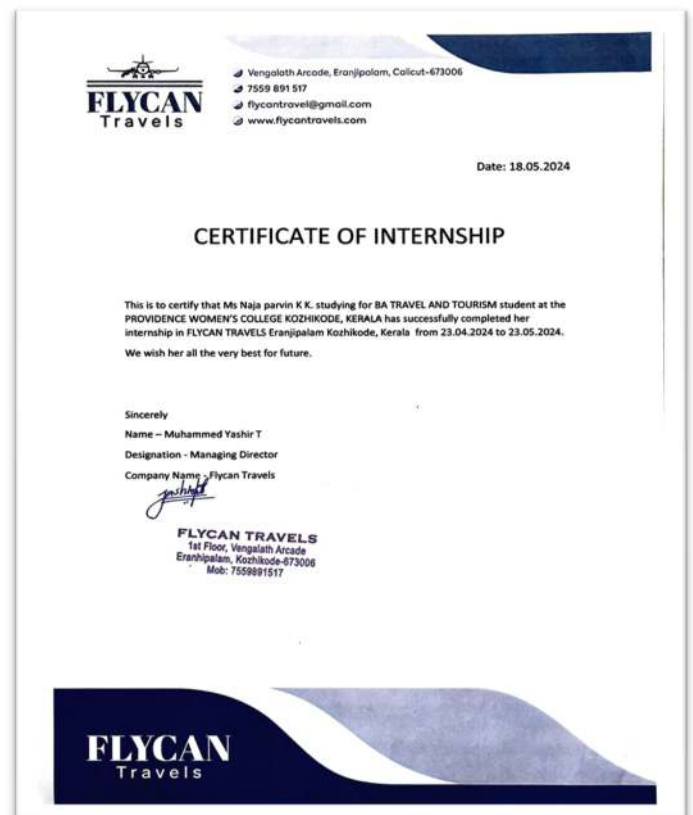 FLYCAN
Travels
Vengalath Arcade, Eranjipalam, Calicut-673006
7559 891 517
flycantravel@gmail.com
www.flycantravels.com
Date: 18.05.2024
CERTIFICATE OF INTERNSHIP
This is to certify that Ms Naja parvin K K. studying for BA TRAVEL AND TOURISM student at the
PROVIDENCE WOMEN'S COLLEGE KOZHIKODE, KERALA has successfully completed her
internship in FLYCAN TRAVELS Eranjipalam Kozhikode, Kerala from 23.04.2024 to 23.05.2024.
We wish her all the very best for future.
Sincerely
Name – Muhammed Yashir T
Designation - Managing Director
Company Name - Flycan Travels
FLYCAN TRAVELS
1st Floor, Vengalath Arcade
Eranhipalam, Kozhikode-673006
Mob: 7559891517
FLYCAN
Travels